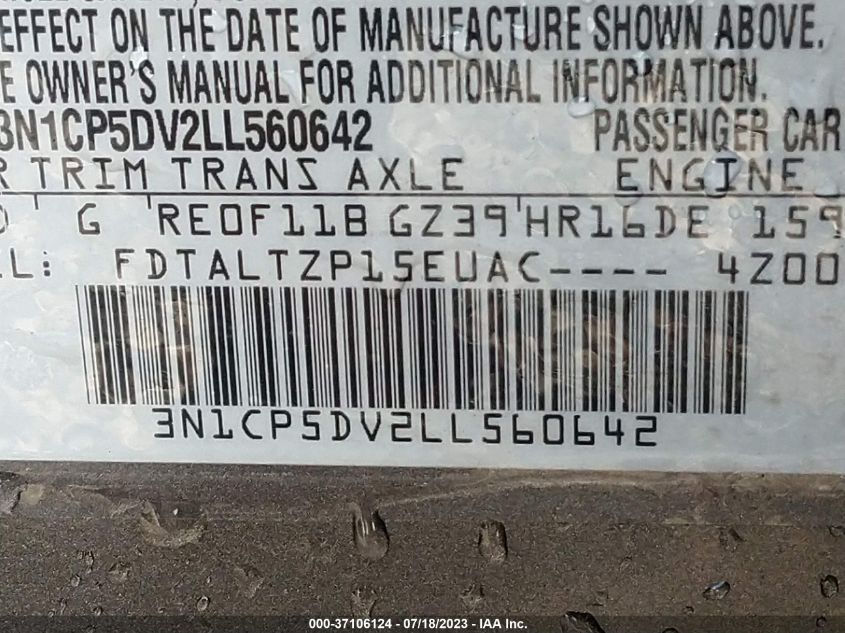 EFFECT ON THE DATE OF MANUFACTURE SHOWN ABOVE.
OWNER'S MANUAL FOR ADDITIONAL INFORMATION.
3N1CP5DV2LL560642 PASSENGER CAR
TRIM TRANS AXLE ENGINE
G RE0F11B GZ39 HR16DE 159
FDTALTZP15EUAC---- 4Z00
3N1CP5DV2LL560642
000-37106124 - 07/18/2023 - IAA Inc.